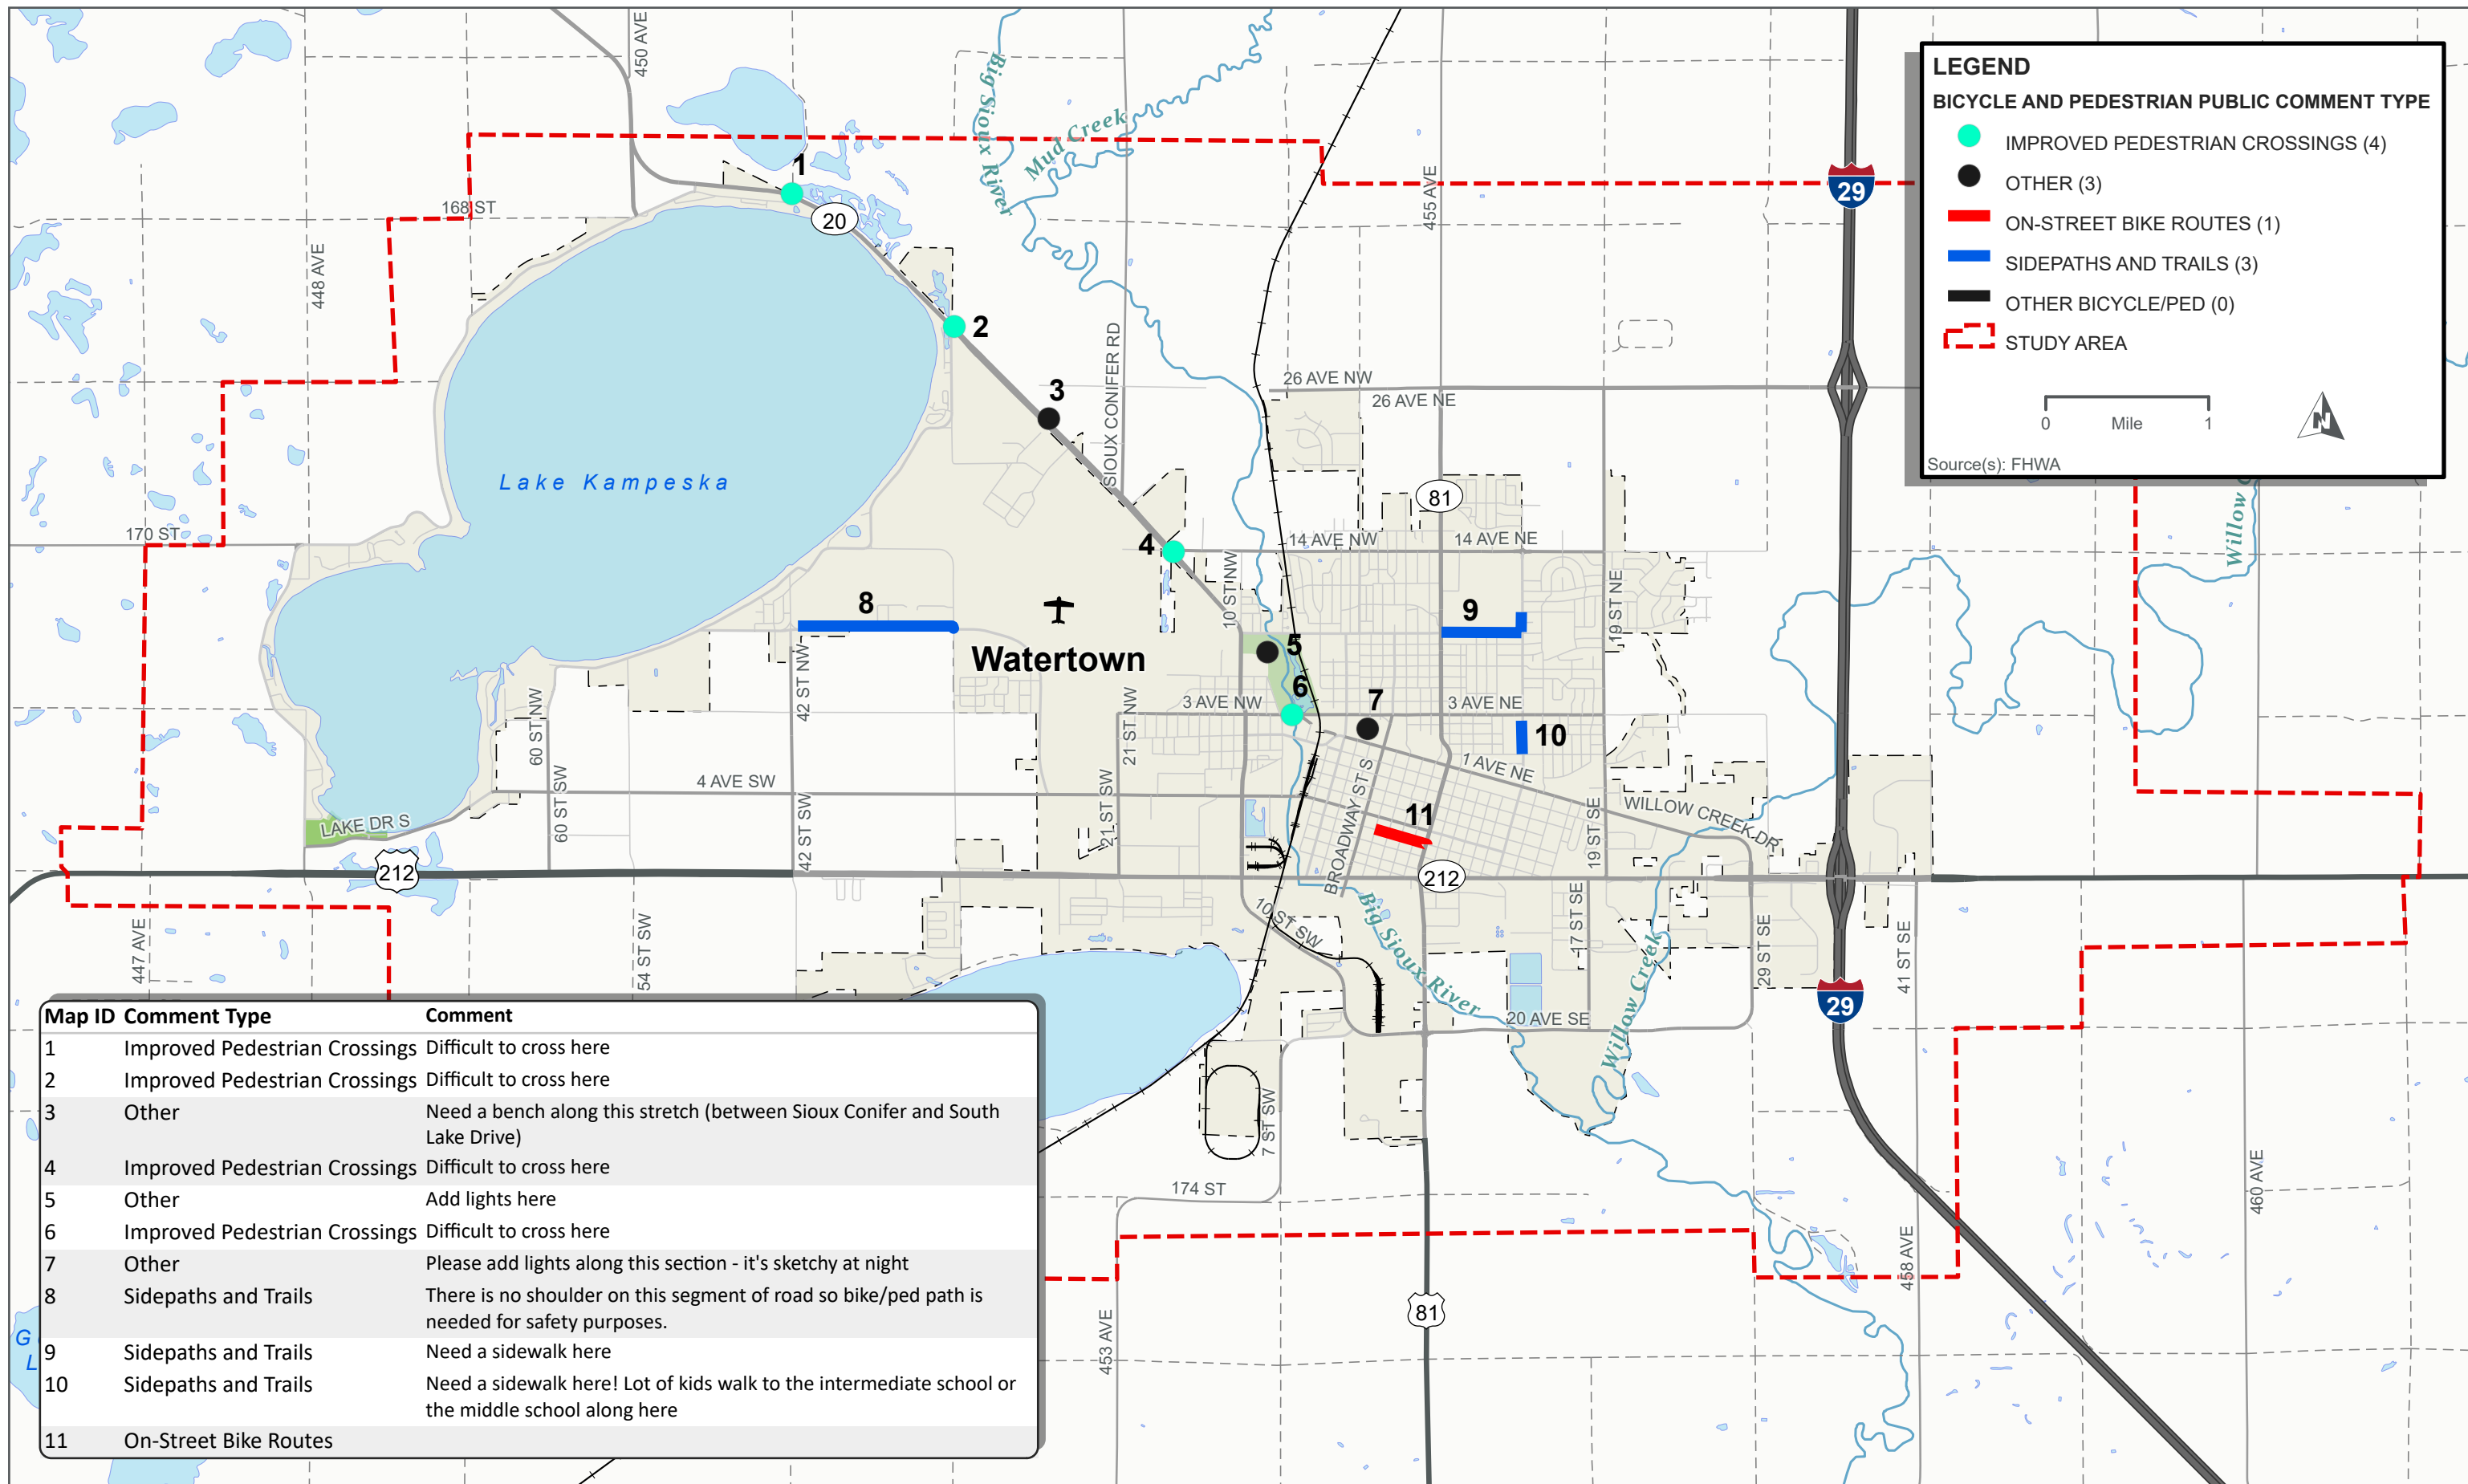 450 AVE
Big Sioux River
Mud Creek
455 AVE
29
1
20
168 ST
448 AVE
2
3
SIOUX CONIFER RD
26 AVE NW
26 AVE NE
Lake Kampeska
81
170 ST
4
14 AVE NW
14 AVE NE
10 ST NW
19 ST NE
8
9
Watertown
5
6
7
42 ST NW
60 ST NW
21 ST NW
3 AVE NW
3 AVE NE
10
1 AVE NE
60 ST SW
4 AVE SW
21 ST SW
42 ST SW
BROADWAY ST S
11
19 ST SE
WILLOW CREEK DR
LAKE DR S
212
212
10 ST SW
Big Sioux River
17 ST SE
Willow Creek
29 ST SE
41 ST SE
447 AVE
54 ST SW
29
20 AVE SE
7 ST SW
174 ST
460 AVE
458 AVE
453 AVE
81
Willow
LEGEND
BICYCLE AND PEDESTRIAN PUBLIC COMMENT TYPE
IMPROVED PEDESTRIAN CROSSINGS (4)
OTHER (3)
ON-STREET BIKE ROUTES (1)
SIDEPATHS AND TRAILS (3)
OTHER BICYCLE/PED (0)
STUDY AREA
0 Mile 1
N
Source(s): FHWA
Map ID Comment Type Comment
1 Improved Pedestrian Crossings Difficult to cross here
2 Improved Pedestrian Crossings Difficult to cross here
3 Other Need a bench along this stretch (between Sioux Conifer and South
Lake Drive)
4 Improved Pedestrian Crossings Difficult to cross here
5 Other Add lights here
6 Improved Pedestrian Crossings Difficult to cross here
7 Other Please add lights along this section - it's sketchy at night
8 Sidepaths and Trails There is no shoulder on this segment of road so bike/ped path is
needed for safety purposes.
9 Sidepaths and Trails Need a sidewalk here
10 Sidepaths and Trails Need a sidewalk here! Lot of kids walk to the intermediate school or
the middle school along here
11 On-Street Bike Routes